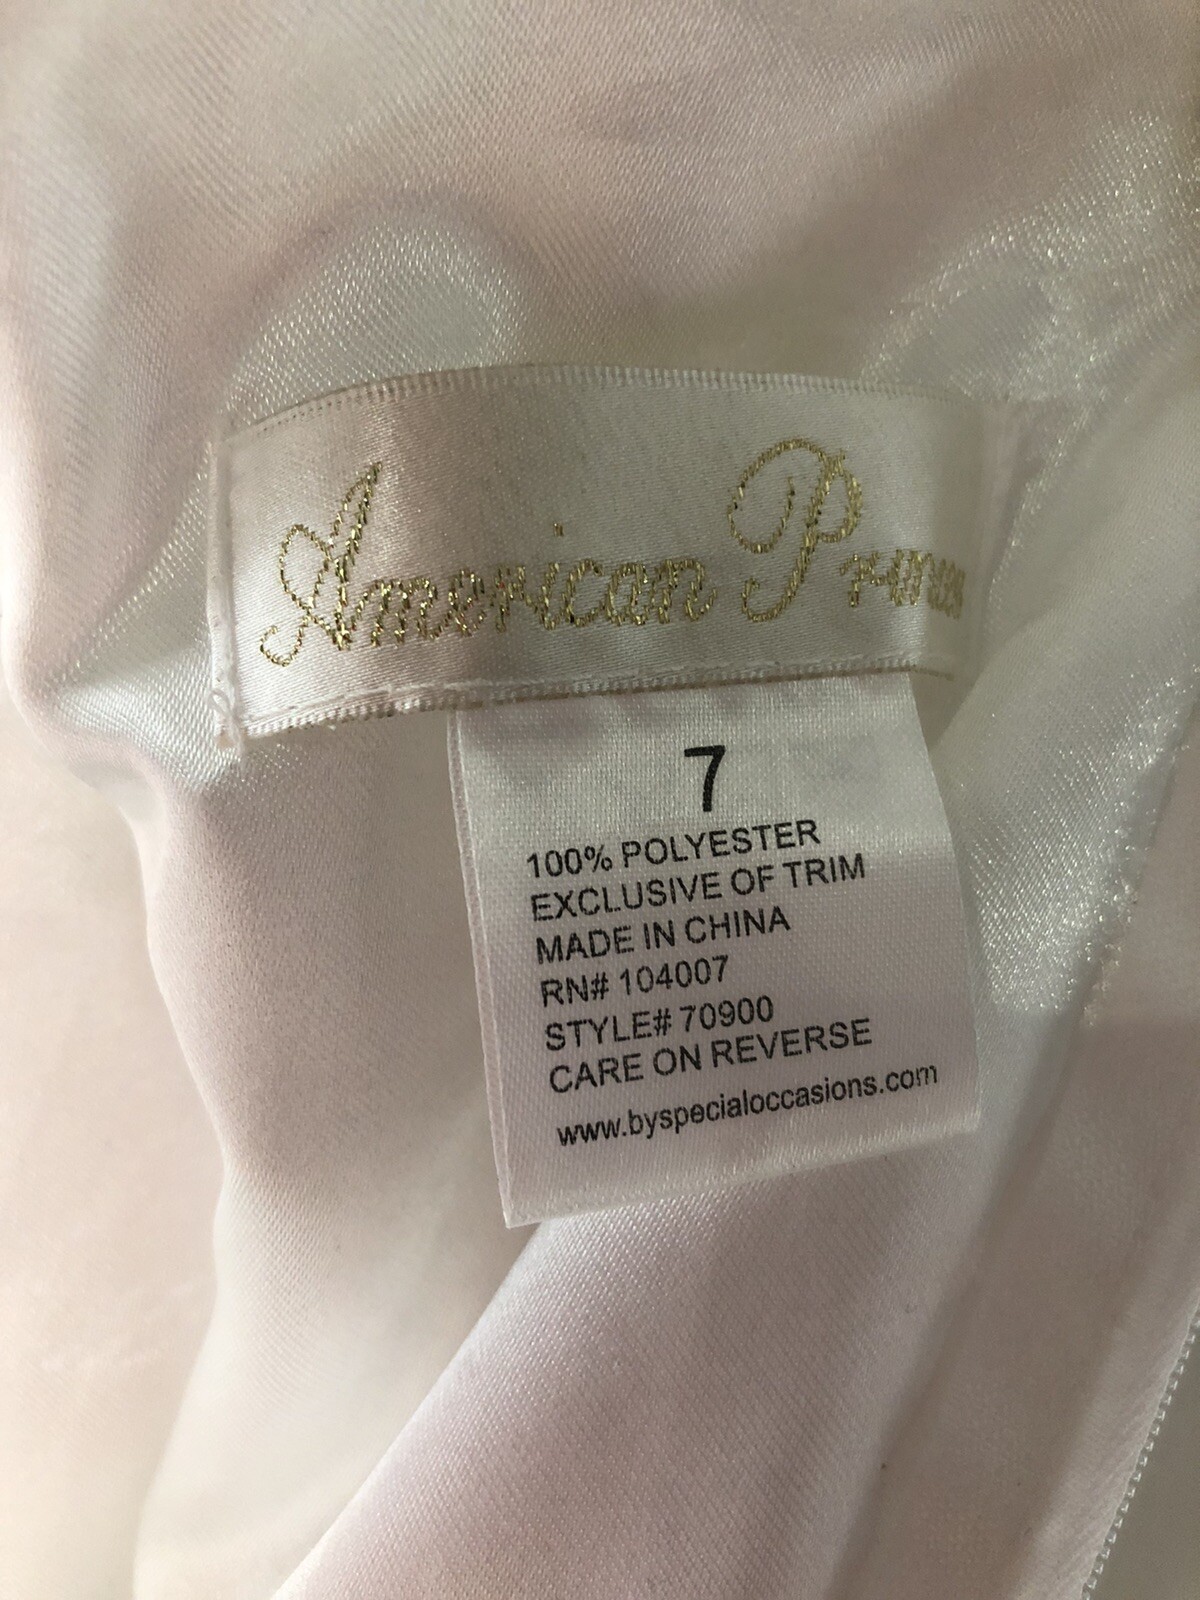 American Princess
7
100% POLYESTER
EXCLUSIVE OF TRIM
MADE IN CHINA
RN# 104007
STYLE# 70900
CARE ON REVERSE
www.byspecialoccasions.com